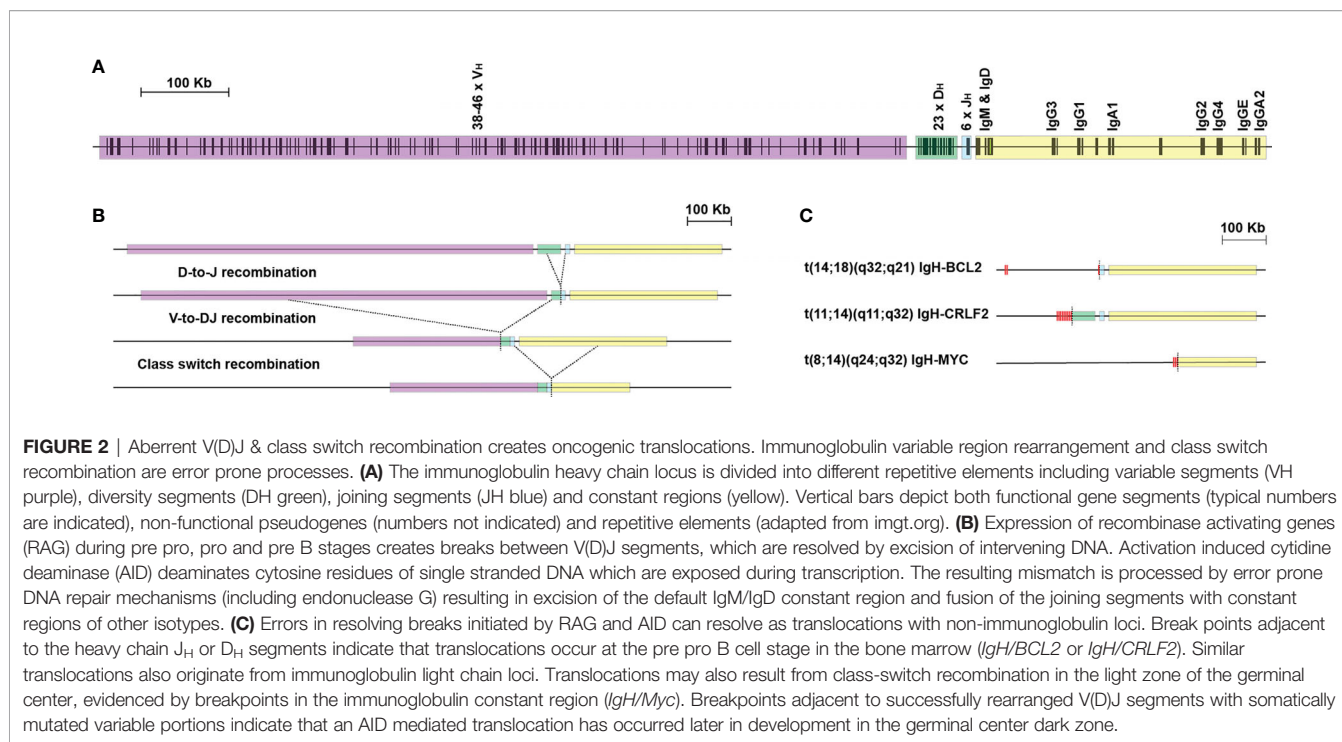 A
100 Kb
38-46 x VH
23 x DH
6 x JH
IgM & IgD
IgG3
IgG1
IgA1
IgG2
IgG4
IgGE
IgGA2
B
100 Kb
D-to-J recombination
V-to-DJ recombination
Class switch recombination
C
100 Kb
t(14;18)(q32;q21) IgH-BCL2
t(11;14)(q11;q32) IgH-CRLF2
t(8;14)(q24;q32) IgH-MYC
FIGURE 2 | Aberrent V(D)J & class switch recombination creates oncogenic translocations. Immunoglobulin variable region rearrangement and class switch
recombination are error prone processes. (A) The immunoglobulin heavy chain locus is divided into different repetitive elements including variable segments (VH
purple), diversity segments (DH green), joining segments (JH blue) and constant regions (yellow). Vertical bars depict both functional gene segments (typical numbers
are indicated), non-functional pseudogenes (numbers not indicated) and repetitive elements (adapted from imgt.org). (B) Expression of recombinase activating genes
(RAG) during pre pro, pro and pre B stages creates breaks between V(D)J segments, which are resolved by excision of intervening DNA. Activation induced cytidine
deaminase (AID) deaminates cytosine residues of single stranded DNA which are exposed during transcription. The resulting mismatch is processed by error prone
DNA repair mechanisms (including endonuclease G) resulting in excision of the default IgM/IgD constant region and fusion of the joining segments with constant
regions of other isotypes. (C) Errors in resolving breaks initiated by RAG and AID can resolve as translocations with non-immunoglobulin loci. Break points adjacent
to the heavy chain JH or DH segments indicate that translocations occur at the pre pro B cell stage in the bone marrow (IgH/BCL2 or IgH/CRLF2). Similar
translocations also originate from immunoglobulin light chain loci. Translocations may also result from class-switch recombination in the light zone of the germinal
center, evidenced by breakpoints in the immunoglobulin constant region (IgH/Myc). Breakpoints adjacent to successfully rearranged V(D)J segments with somatically
mutated variable portions indicate that an AID mediated translocation has occurred later in development in the germinal center dark zone.